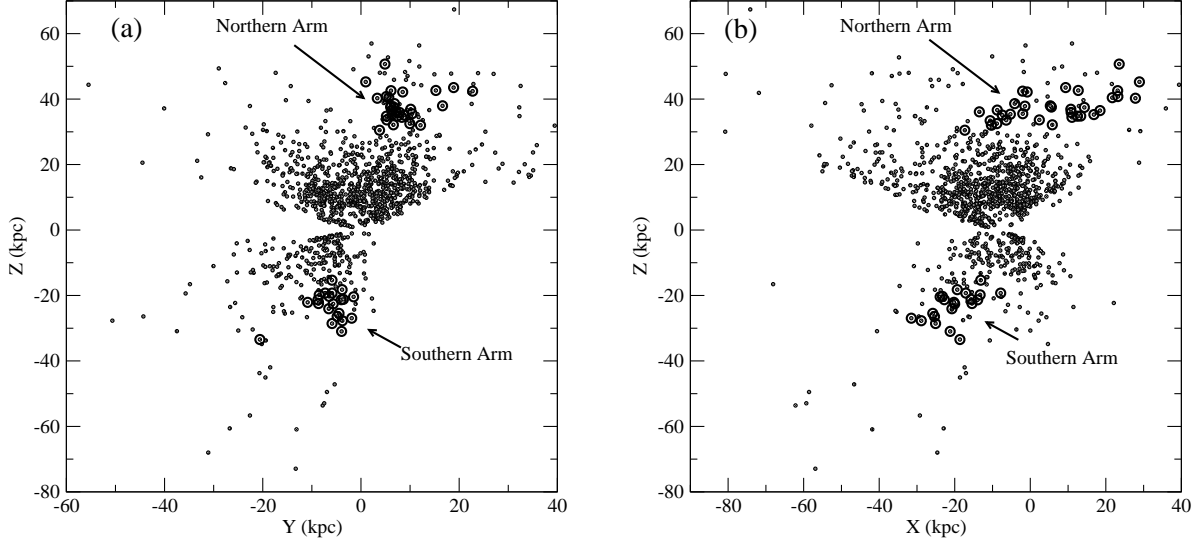 (a)
Northern Arm
Southern Arm
60
40
20
0
-20
-40
-60
-80
Z (kpc)
-60 -40 -20 0 20 40
Y (kpc)
(b)
Northern Arm
Southern Arm
60
40
20
0
-20
-40
-60
-80
Z (kpc)
-80 -60 -40 -20 0 20 40
X (kpc)